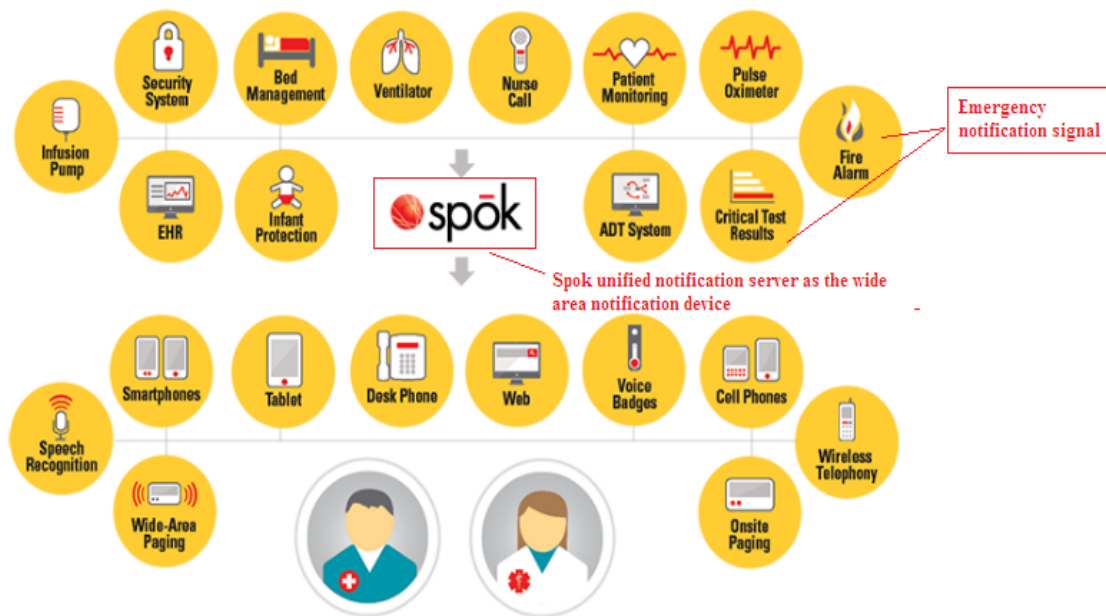 Security
System
Bed
Management
Ventilator
Nurse
Call
Patient
Monitoring
Pulse
Oximeter
Infusion
Pump
Fire
Alarm
Emergency
notification signal
EHR
Infant
Protection
spōk
ADT System
Critical Test
Results
Spok unified notification server as the wide
area notification device
Smartphones
Tablet
Desk Phone
Web
Voice
Badges
Cell Phones
Speech
Recognition
Wireless
Telephony
Wide-Area
Paging
Onsite
Paging